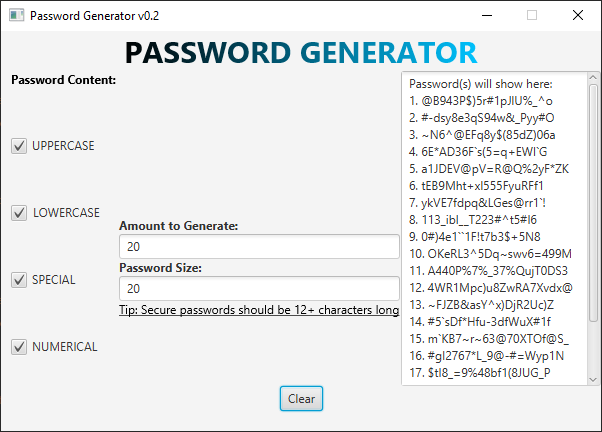 Password Generator v0.2
PASSWORD GENERATOR
Password Content:
UPPERCASE
LOWERCASE
SPECIAL
NUMERICAL
Amount to Generate:
20
Password Size:
20
Tip: Secure passwords should be 12+ characters long
Clear
Password(s) will show here:
1. @B943P$)5r#1pJIU%_^o
2. #-dsy8e3qS94w&_Pyy#O
3. ~N6^@EFq8y$(85dZ)06a
4. 6E*AD36F`s(5=q+EWI`G
5. a1JDEV@pV=R@Q%2yF*ZK
6. tEB9Mht+xI555FyuRFf1
7. ykVE7fdpq&LGes@rr1`!
8. 113_ibI__T223#^t5#I6
9. 0#)4e1``1F!t7b3$+5N8
10. OKeRL3^5Dq~swv6=499M
11. A440P%7%_37%QujT0DS3
12. 4WR1Mpc)u8ZwRA7Xvdx@
13. ~FJZB&asY^x)DjR2Uc)Z
14. #5`sDf*Hfu-3dfWuX#1f
15. m`KB7~r~63@70XTOf@S_
16. #gI2767*L_9@-#=Wyp1N
17. $tI8_=9%48bf1(8JUG_P